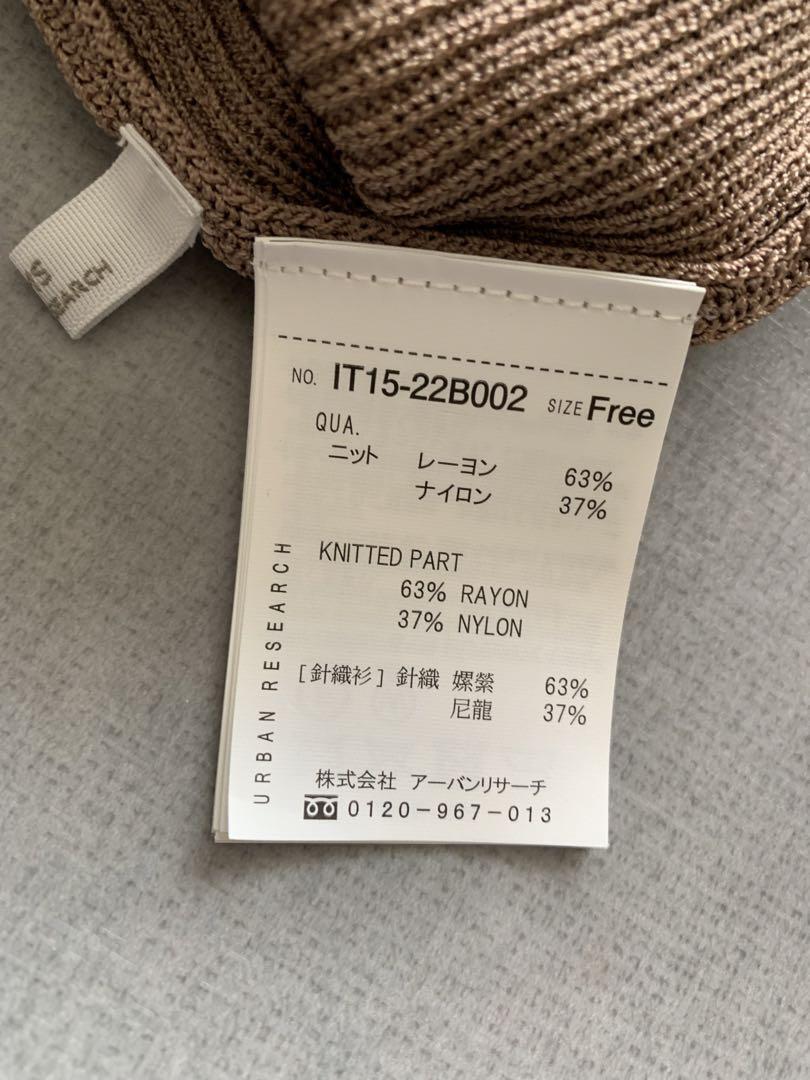 S
SEARCH
NO. IT15-22B002 SIZE Free
QUA.
ニット レーヨン 63%
ナイロン 37%
KNITTED PART
63% RAYON
37% NYLON
[針織衫] 針織 嫘縈 63%
尼龍 37%
URBAN RESEARCH
株式会社 アーバンリサーチ
0120-967-013